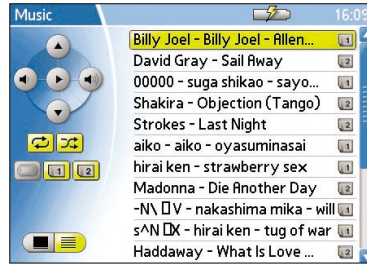 Music 16:09
Billy Joel - Billy Joel - Allen... 1
David Gray - Sail Away 2
00000 - suga shikao - sayo... 1
Shakira - Objection (Tango) 2
Strokes - Last Night 2
aiko - aiko - oyasuminasai 1
hirai ken - strawberry sex 1
1 2
Madonna - Die Another Day 2
-N\ V - nakashima mika - will 1
s^N X - hirai ken - tug of war 1
Haddaway - What Is Love ... 2